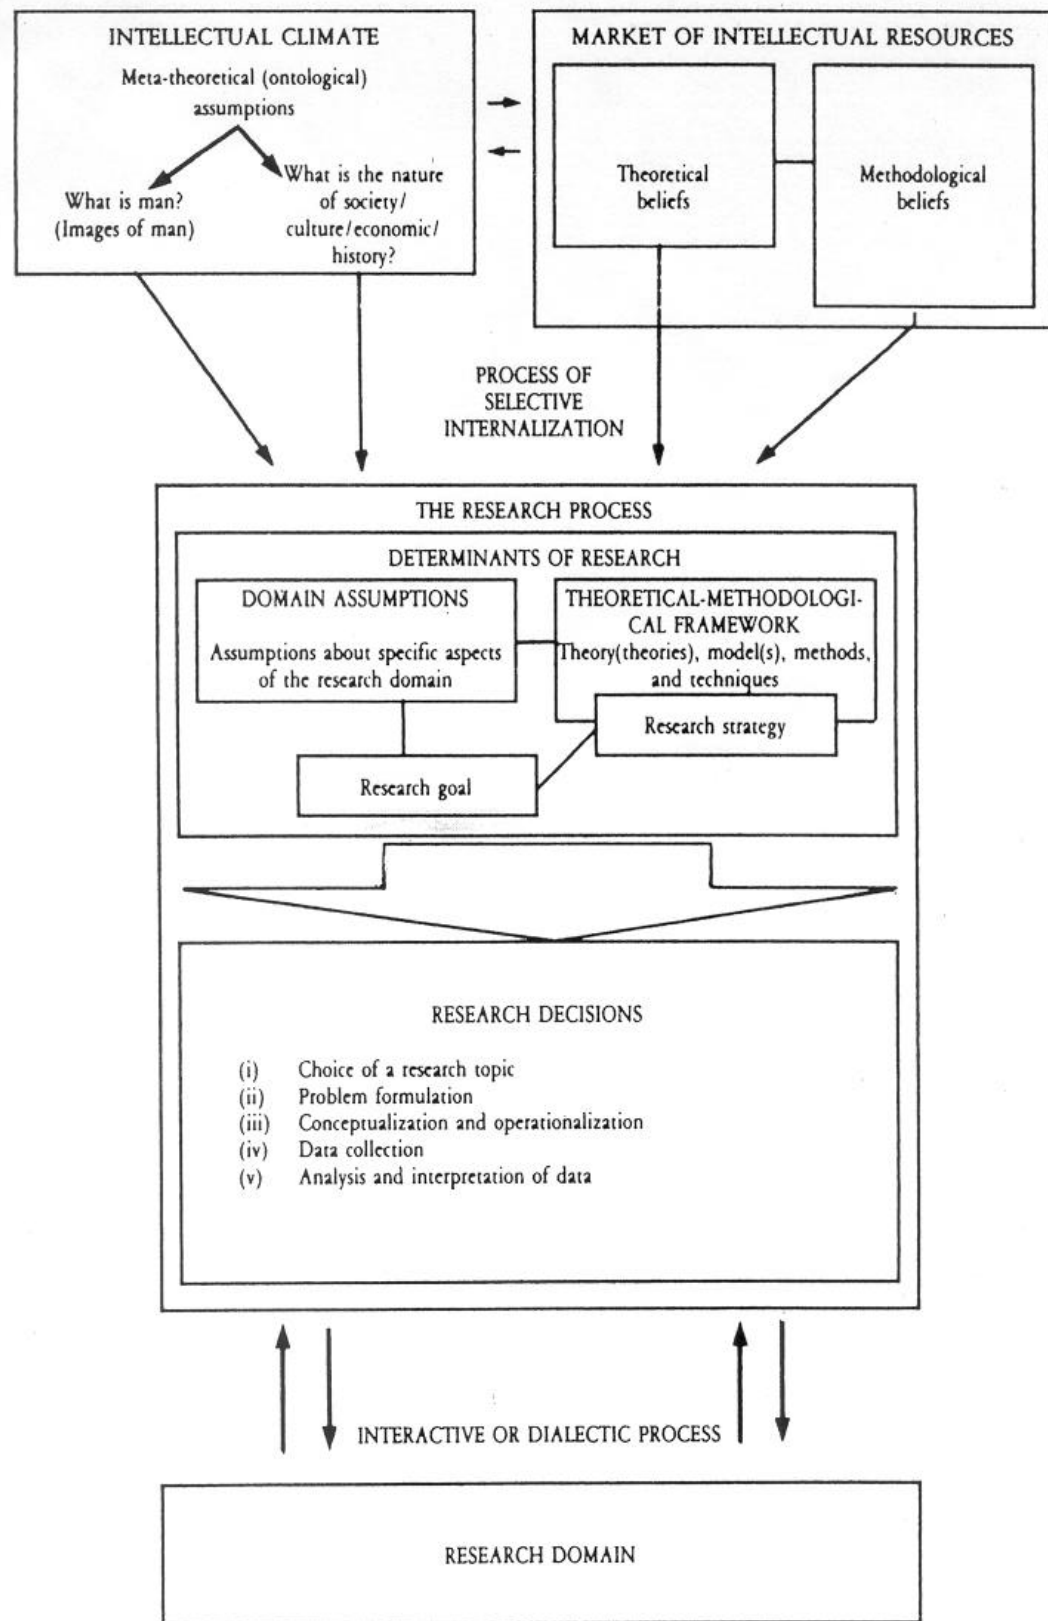 INTELLECTUAL CLIMATE
Meta-theoretical (ontological)
assumptions
What is man?
(Images of man)
What is the nature
of society/
culture/economic/
history?
MARKET OF INTELLECTUAL RESOURCES
Theoretical
beliefs
Methodological
beliefs
PROCESS OF
SELECTIVE
INTERNALIZATION
THE RESEARCH PROCESS
DETERMINANTS OF RESEARCH
DOMAIN ASSUMPTIONS
Assumptions about specific aspects
of the research domain
THEORETICAL-METHODOLOGI-
CAL FRAMEWORK
Theory(theories), model(s), methods,
and techniques
Research strategy
Research goal
RESEARCH DECISIONS
(i) Choice of a research topic
(ii) Problem formulation
(iii) Conceptualization and operationalization
(iv) Data collection
(v) Analysis and interpretation of data
INTERACTIVE OR DIALECTIC PROCESS
RESEARCH DOMAIN